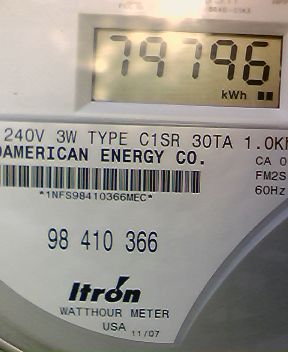 79796
kWh
240V 3W TYPE C1SR 30TA 1.0K
AMERICAN ENERGY CO.
CA 0
FM2S
*1NFS98410366MEC*
60Hz
98 410 366
Itrón
WATTHOUR METER
USA 11/07